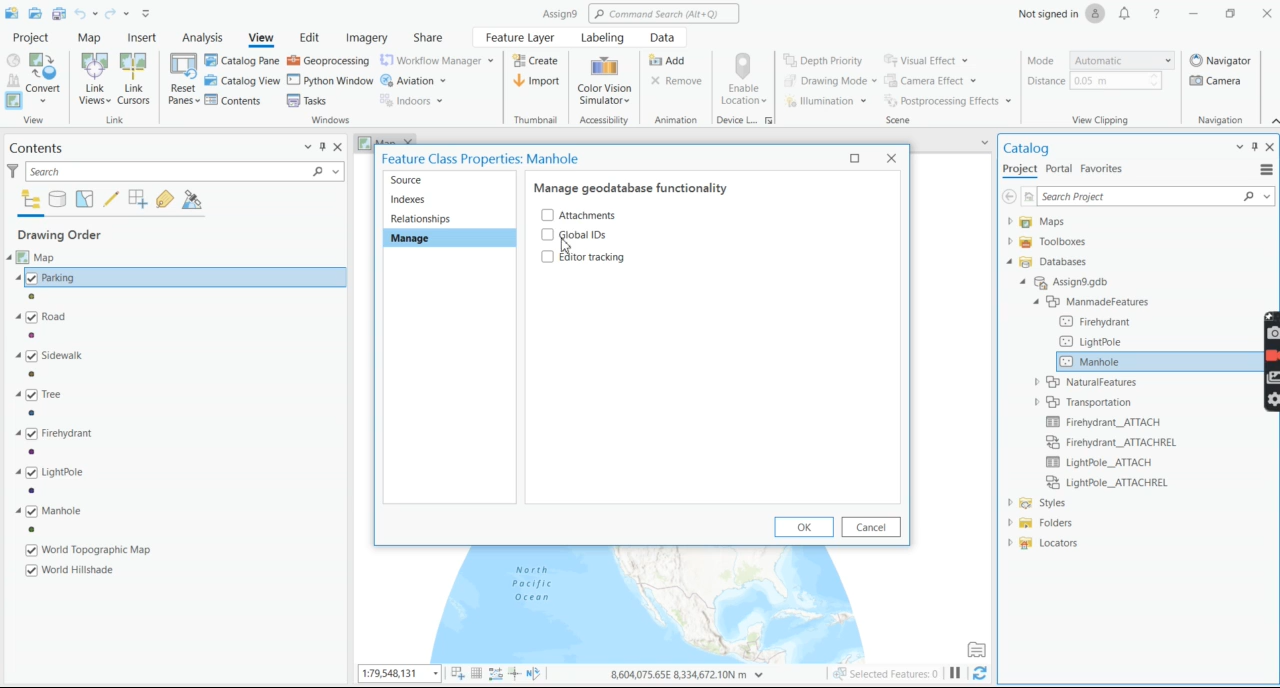 Assign9
Command Search (Alt+Q)
Not signed in
Project Map Insert Analysis View Edit Imagery Share Feature Layer Labeling Data
Convert
Link Views
Link Cursors
Reset Panes
Catalog Pane
Catalog View
Contents
Geoprocessing
Python Window
Tasks
Workflow Manager
Aviation
Indoors
Create
Import
Color Vision Simulator
Add
Remove
Enable Location
Depth Priority
Drawing Mode
Illumination
Visual Effect
Camera Effect
Postprocessing Effects
Mode Automatic
Distance 0.05 m
Navigator
Camera
View Link Windows Thumbnail Accessibility Animation Device L... Scene View Clipping Navigation
Contents
Search
Drawing Order
Map
Parking
Road
Sidewalk
Tree
Firehydrant
LightPole
Manhole
World Topographic Map
World Hillshade
Map
Feature Class Properties: Manhole
Source
Indexes
Relationships
Manage
Manage geodatabase functionality
Attachments
Global IDs
Editor tracking
OK Cancel
North
Pacific
Ocean
1:79,548,131
8,604,075.65E 8,334,672.10N m
Selected Features: 0
Catalog
Project Portal Favorites
Search Project
Maps
Toolboxes
Databases
Assign9.gdb
ManmadeFeatures
Firehydrant
LightPole
Manhole
NaturalFeatures
Transportation
Firehydrant__ATTACH
Firehydrant__ATTACHREL
LightPole__ATTACH
LightPole__ATTACHREL
Styles
Folders
Locators